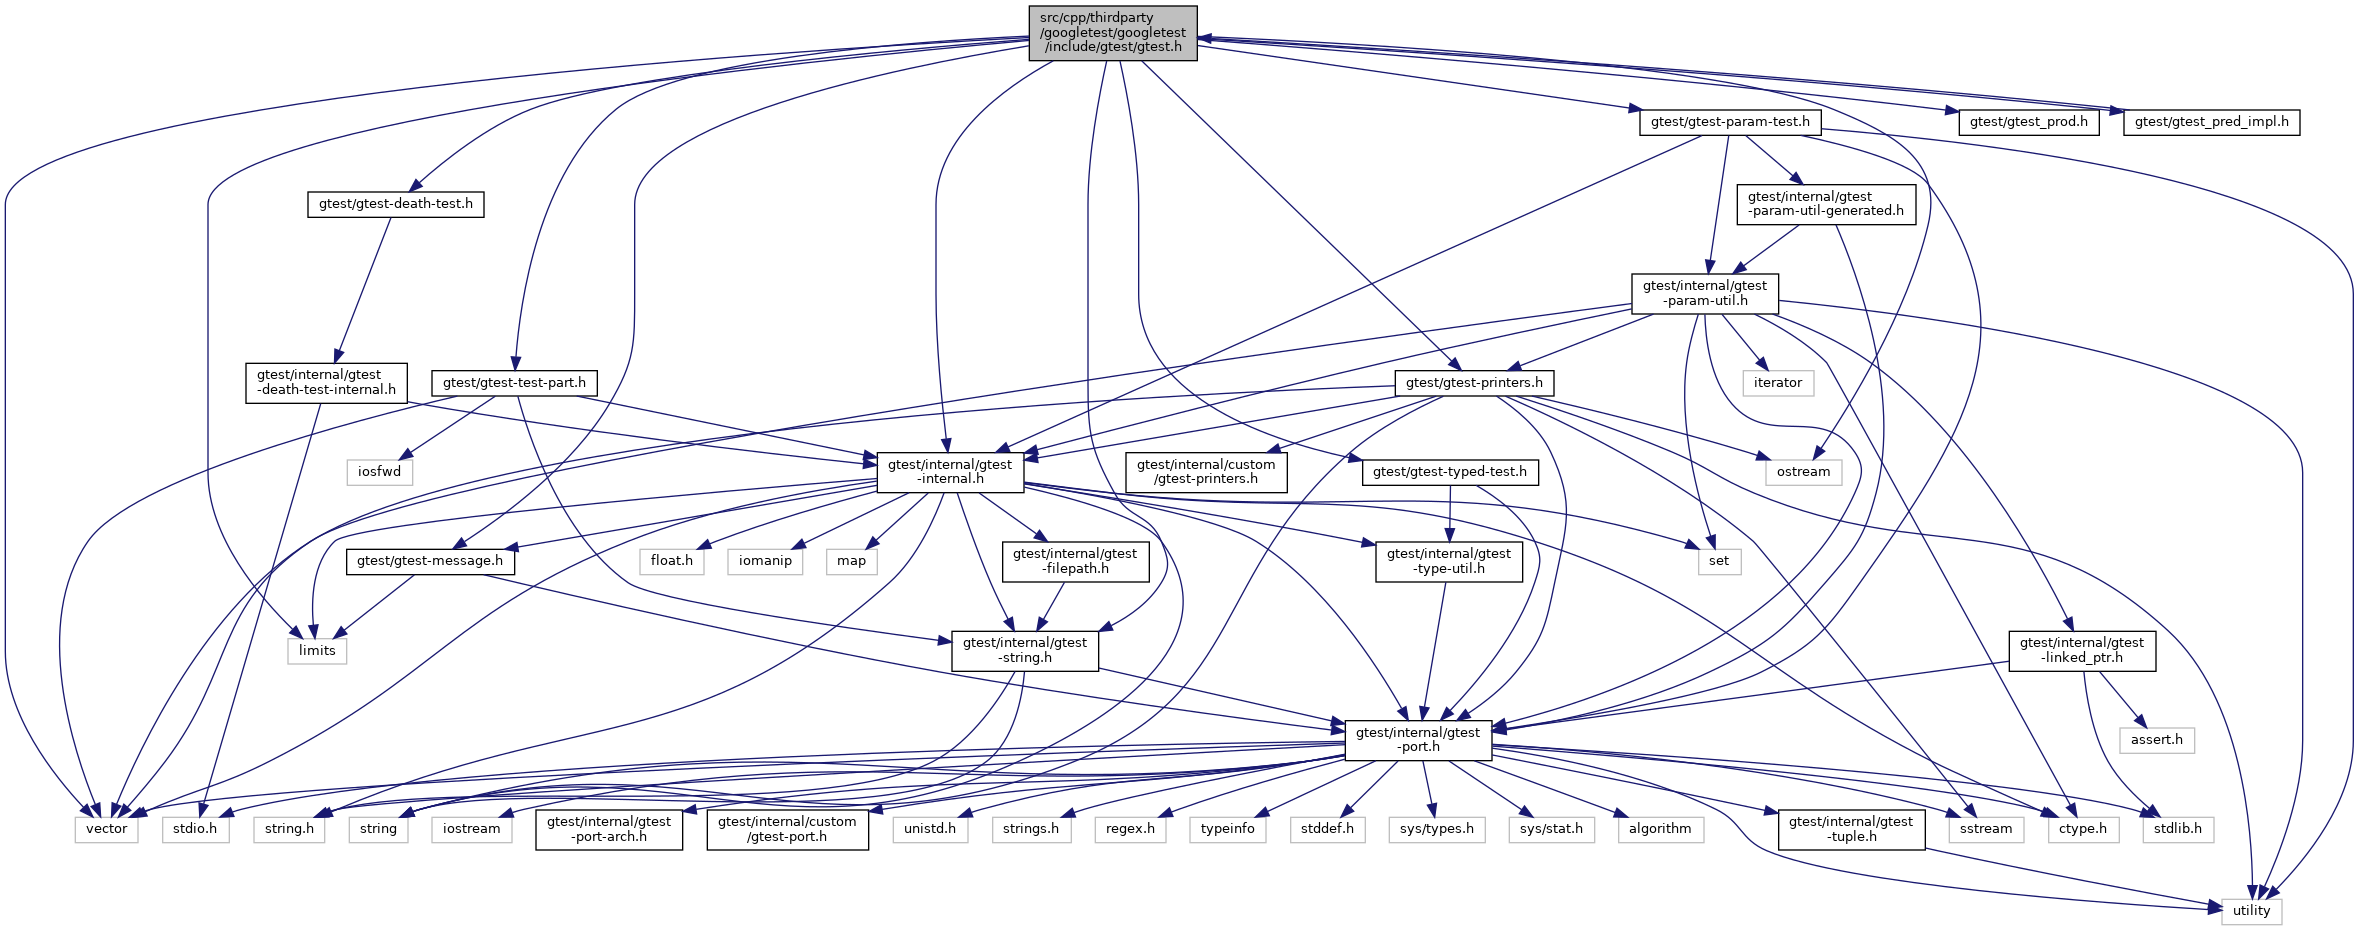 src/cpp/thirdparty
/googletest/googletest
/include/gtest/gtest.h
gtest/gtest-param-test.h
gtest/gtest_prod.h
gtest/gtest_pred_impl.h
gtest/gtest-death-test.h
gtest/internal/gtest
-param-util-generated.h
gtest/internal/gtest
-param-util.h
gtest/internal/gtest
-death-test-internal.h
gtest/gtest-test-part.h
gtest/gtest-printers.h
iterator
iosfwd
gtest/internal/gtest
-internal.h
gtest/internal/custom
/gtest-printers.h
gtest/gtest-typed-test.h
ostream
gtest/gtest-message.h
float.h
iomanip
map
gtest/internal/gtest
-filepath.h
gtest/internal/gtest
-type-util.h
set
limits
gtest/internal/gtest
-string.h
gtest/internal/gtest
-linked_ptr.h
gtest/internal/gtest
-port.h
assert.h
vector
stdio.h
string.h
string
iostream
gtest/internal/gtest
-port-arch.h
gtest/internal/custom
/gtest-port.h
unistd.h
strings.h
regex.h
typeinfo
stddef.h
sys/types.h
sys/stat.h
algorithm
gtest/internal/gtest
-tuple.h
sstream
ctype.h
stdlib.h
utility